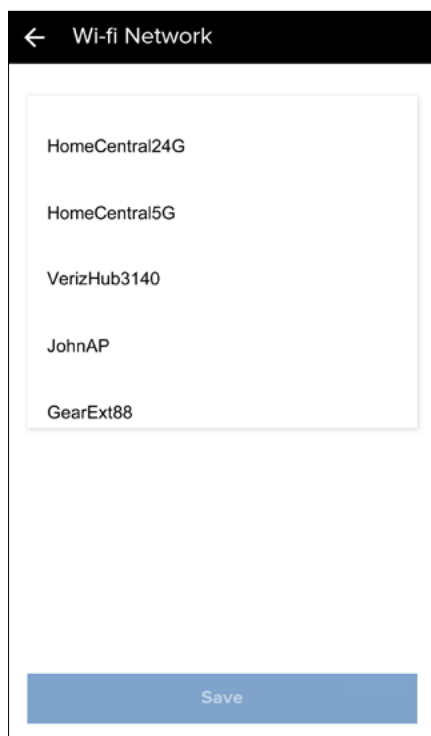 Wi-fi Network
HomeCentral24G
HomeCentral5G
VerizHub3140
JohnAP
GearExt88
Save